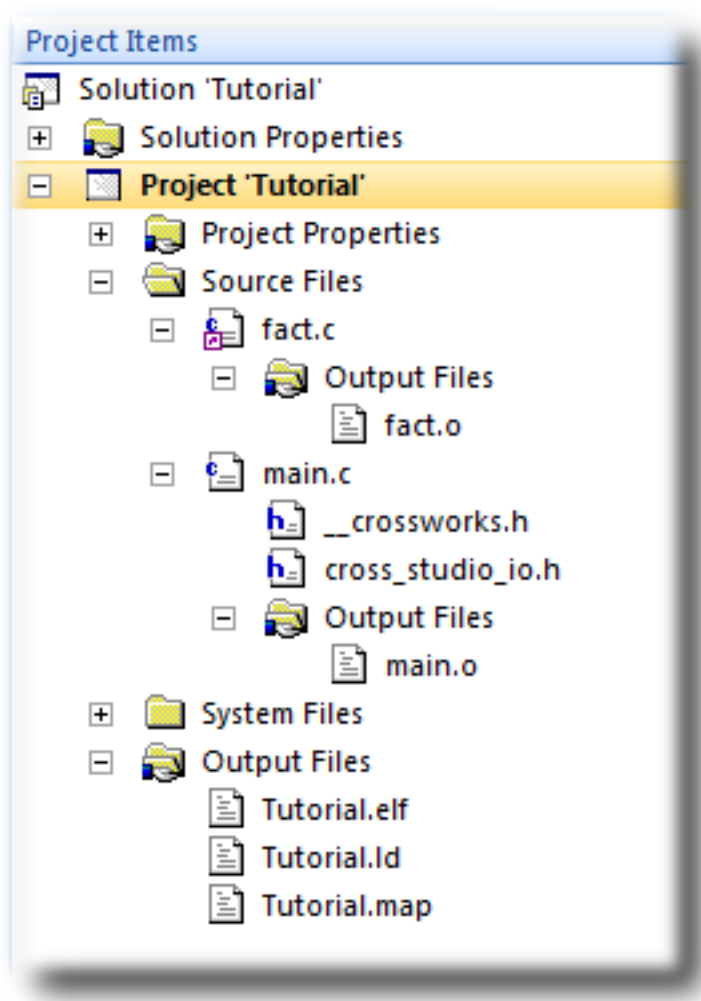 Project Items
Solution 'Tutorial'
Solution Properties
Project 'Tutorial'
Project Properties
Source Files
fact.c
Output Files
fact.o
main.c
__crossworks.h
cross_studio_io.h
Output Files
main.o
System Files
Output Files
Tutorial.elf
Tutorial.ld
Tutorial.map